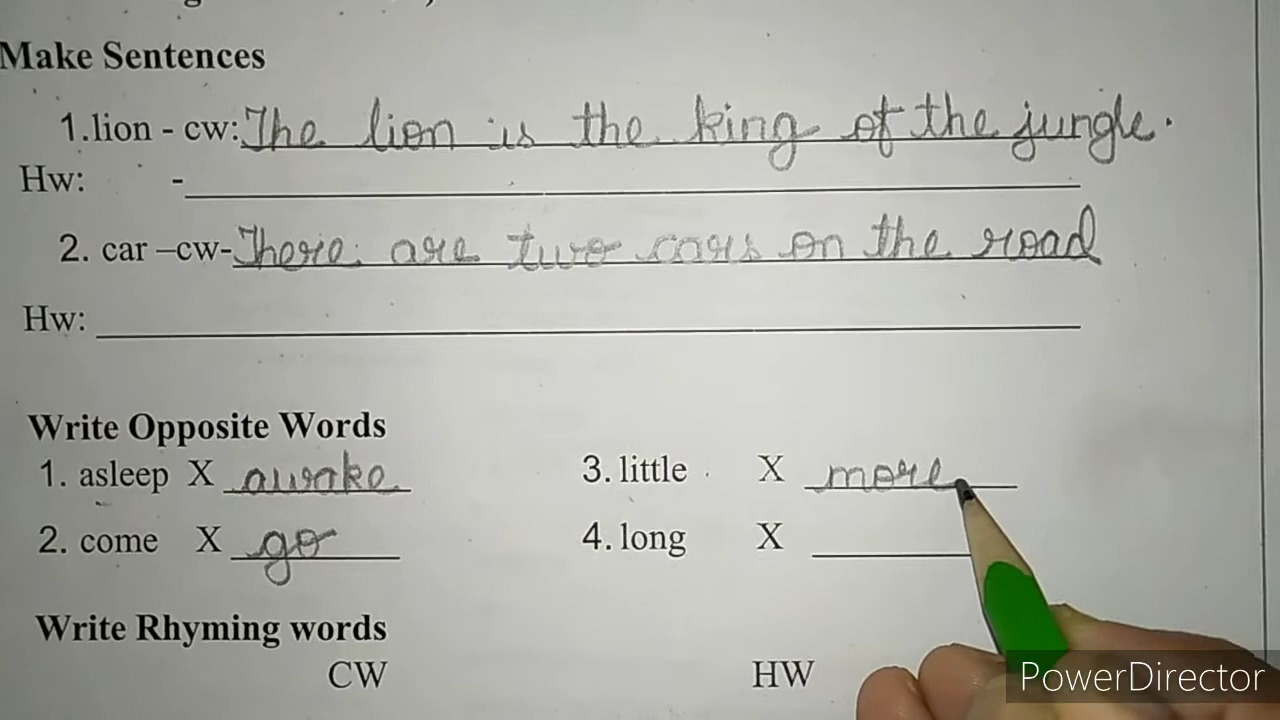 Make Sentences
1.lion - cw: The lion is the king of the jungle.
Hw: -
2. car –cw- There are two cars on the road
Hw:
Write Opposite Words
1. asleep X awake 3. little X more
2. come X go 4. long X
Write Rhyming words
CW HW
PowerDirector